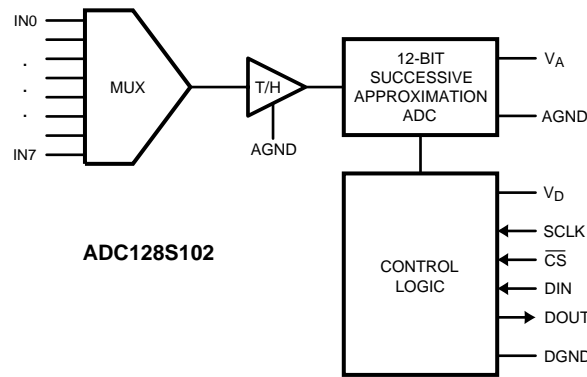 IN0
.
.
.
IN7
MUX
T/H
AGND
12-BIT
SUCCESSIVE
APPROXIMATION
ADC
VA
AGND
ADC128S102
CONTROL
LOGIC
VD
SCLK
CS
DIN
DOUT
DGND